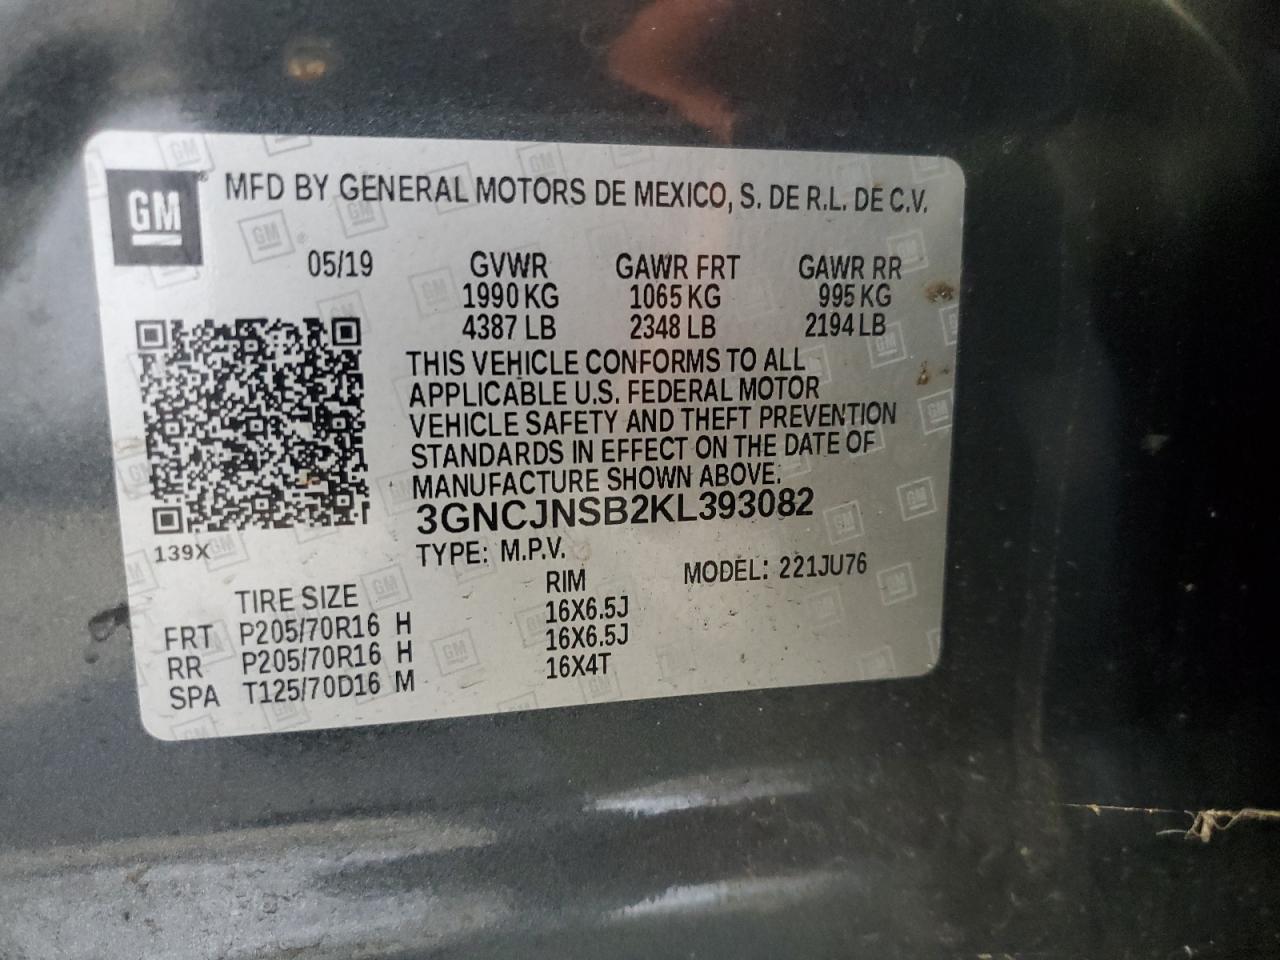 GM
MFD BY GENERAL MOTORS DE MEXICO, S. DE R.L. DE C.V.
05/19 GVWR GAWR FRT GAWR RR
1990 KG 1065 KG 995 KG
4387 LB 2348 LB 2194 LB
THIS VEHICLE CONFORMS TO ALL
APPLICABLE U.S. FEDERAL MOTOR
VEHICLE SAFETY AND THEFT PREVENTION
STANDARDS IN EFFECT ON THE DATE OF
MANUFACTURE SHOWN ABOVE.
3GNCJNSB2KL393082
139X
TYPE: M.P.V. MODEL: 221JU76
TIRE SIZE RIM
FRT P205/70R16 H 16X6.5J
RR P205/70R16 H 16X6.5J
SPA T125/70D16 M 16X4T